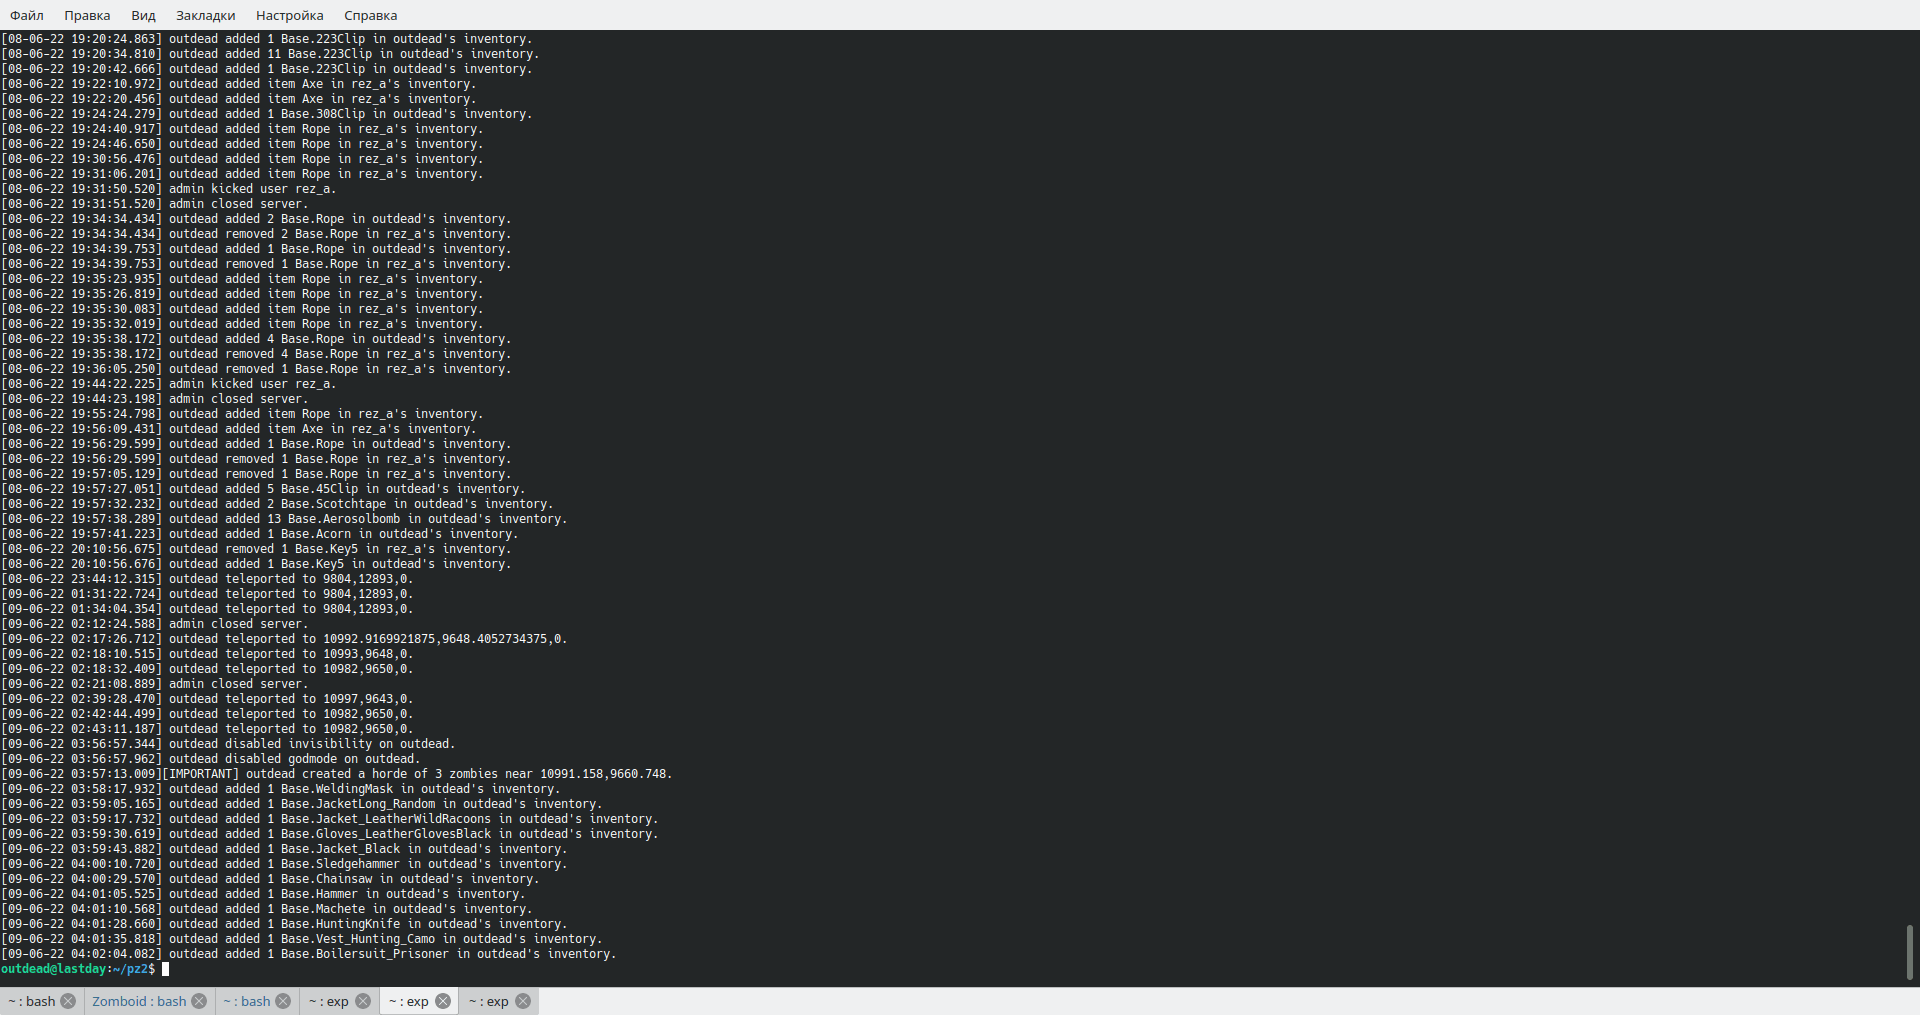 Файл Правка Вид Закладки Настройка Справка
[08-06-22 19:20:24.863] outdead added 1 Base.223Clip in outdead's inventory.
[08-06-22 19:20:34.810] outdead added 11 Base.223Clip in outdead's inventory.
[08-06-22 19:20:42.666] outdead added 1 Base.223Clip in outdead's inventory.
[08-06-22 19:22:10.972] outdead added item Axe in rez_a's inventory.
[08-06-22 19:22:20.456] outdead added item Axe in rez_a's inventory.
[08-06-22 19:24:24.279] outdead added 1 Base.308Clip in outdead's inventory.
[08-06-22 19:24:40.917] outdead added item Rope in rez_a's inventory.
[08-06-22 19:24:46.650] outdead added item Rope in rez_a's inventory.
[08-06-22 19:30:56.476] outdead added item Rope in rez_a's inventory.
[08-06-22 19:31:06.201] outdead added item Rope in rez_a's inventory.
[08-06-22 19:31:50.520] admin kicked user rez_a.
[08-06-22 19:31:51.520] admin closed server.
[08-06-22 19:34:34.434] outdead added 2 Base.Rope in outdead's inventory.
[08-06-22 19:34:34.434] outdead removed 2 Base.Rope in rez_a's inventory.
[08-06-22 19:34:39.753] outdead added 1 Base.Rope in outdead's inventory.
[08-06-22 19:34:39.753] outdead removed 1 Base.Rope in rez_a's inventory.
[08-06-22 19:35:23.935] outdead added item Rope in rez_a's inventory.
[08-06-22 19:35:26.819] outdead added item Rope in rez_a's inventory.
[08-06-22 19:35:30.083] outdead added item Rope in rez_a's inventory.
[08-06-22 19:35:32.019] outdead added item Rope in rez_a's inventory.
[08-06-22 19:35:38.172] outdead added 4 Base.Rope in outdead's inventory.
[08-06-22 19:35:38.172] outdead removed 4 Base.Rope in rez_a's inventory.
[08-06-22 19:36:05.250] outdead removed 1 Base.Rope in rez_a's inventory.
[08-06-22 19:44:22.225] admin kicked user rez_a.
[08-06-22 19:44:23.198] admin closed server.
[08-06-22 19:55:24.798] outdead added item Rope in rez_a's inventory.
[08-06-22 19:56:09.431] outdead added item Axe in rez_a's inventory.
[08-06-22 19:56:29.599] outdead added 1 Base.Rope in outdead's inventory.
[08-06-22 19:56:29.599] outdead removed 1 Base.Rope in rez_a's inventory.
[08-06-22 19:57:05.129] outdead removed 1 Base.Rope in rez_a's inventory.
[08-06-22 19:57:27.051] outdead added 5 Base.45Clip in outdead's inventory.
[08-06-22 19:57:32.232] outdead added 2 Base.Scotchtape in outdead's inventory.
[08-06-22 19:57:38.289] outdead added 13 Base.Aerosolbomb in outdead's inventory.
[08-06-22 19:57:41.223] outdead added 1 Base.Acorn in outdead's inventory.
[08-06-22 20:10:56.675] outdead removed 1 Base.Key5 in rez_a's inventory.
[08-06-22 20:10:56.676] outdead added 1 Base.Key5 in outdead's inventory.
[08-06-22 23:44:12.315] outdead teleported to 9804,12893,0.
[09-06-22 01:31:22.724] outdead teleported to 9804,12893,0.
[09-06-22 01:34:04.354] outdead teleported to 9804,12893,0.
[09-06-22 02:12:24.588] admin closed server.
[09-06-22 02:17:26.712] outdead teleported to 10992.9169921875,9648.4052734375,0.
[09-06-22 02:18:10.515] outdead teleported to 10993,9648,0.
[09-06-22 02:18:32.409] outdead teleported to 10982,9650,0.
[09-06-22 02:21:08.889] admin closed server.
[09-06-22 02:39:28.470] outdead teleported to 10997,9643,0.
[09-06-22 02:42:44.499] outdead teleported to 10982,9650,0.
[09-06-22 02:43:11.187] outdead teleported to 10982,9650,0.
[09-06-22 03:56:57.344] outdead disabled invisibility on outdead.
[09-06-22 03:56:57.962] outdead disabled godmode on outdead.
[09-06-22 03:57:13.009][IMPORTANT] outdead created a horde of 3 zombies near 10991.158,9660.748.
[09-06-22 03:58:17.932] outdead added 1 Base.WeldingMask in outdead's inventory.
[09-06-22 03:59:05.165] outdead added 1 Base.JacketLong_Random in outdead's inventory.
[09-06-22 03:59:17.732] outdead added 1 Base.Jacket_LeatherWildRacoons in outdead's inventory.
[09-06-22 03:59:30.619] outdead added 1 Base.Gloves_LeatherGlovesBlack in outdead's inventory.
[09-06-22 03:59:43.882] outdead added 1 Base.Jacket_Black in outdead's inventory.
[09-06-22 04:00:10.720] outdead added 1 Base.Sledgehammer in outdead's inventory.
[09-06-22 04:00:29.570] outdead added 1 Base.Chainsaw in outdead's inventory.
[09-06-22 04:01:05.525] outdead added 1 Base.Hammer in outdead's inventory.
[09-06-22 04:01:10.568] outdead added 1 Base.Machete in outdead's inventory.
[09-06-22 04:01:28.660] outdead added 1 Base.HuntingKnife in outdead's inventory.
[09-06-22 04:01:35.818] outdead added 1 Base.Vest_Hunting_Camo in outdead's inventory.
[09-06-22 04:02:04.082] outdead added 1 Base.Boilersuit_Prisoner in outdead's inventory.
outdead@lastday:~/pz2$
~ : bash Zomboid : bash ~ : bash ~ : exp ~ : exp ~ : exp